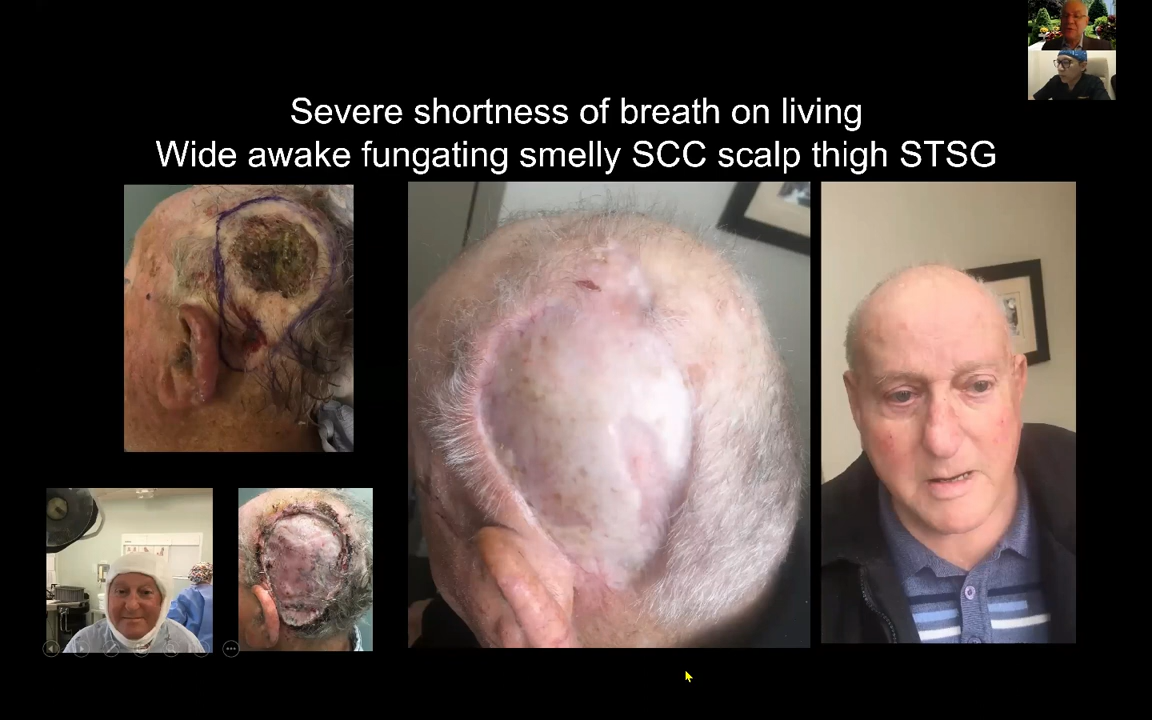 Severe shortness of breath on living
Wide awake fungating smelly SCC scalp thigh STSG